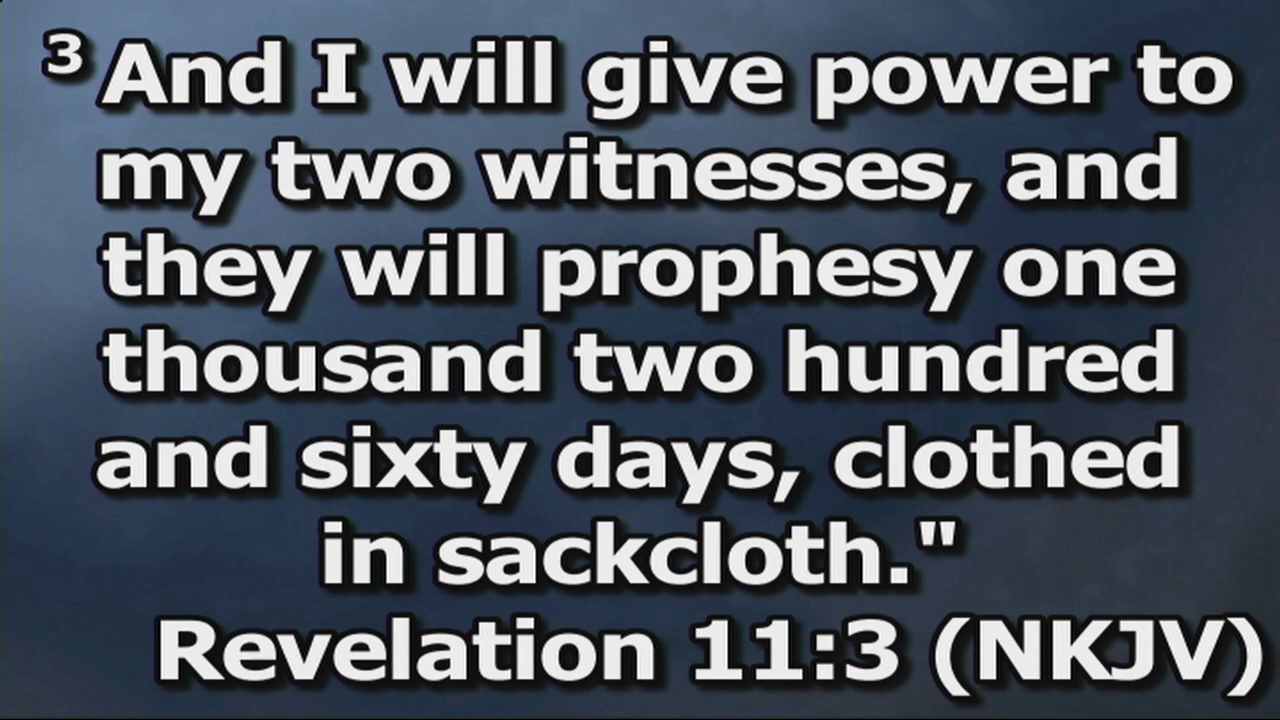 ³ And I will give power to
my two witnesses, and
they will prophesy one
thousand two hundred
and sixty days, clothed
in sackcloth."
Revelation 11:3 (NKJV)